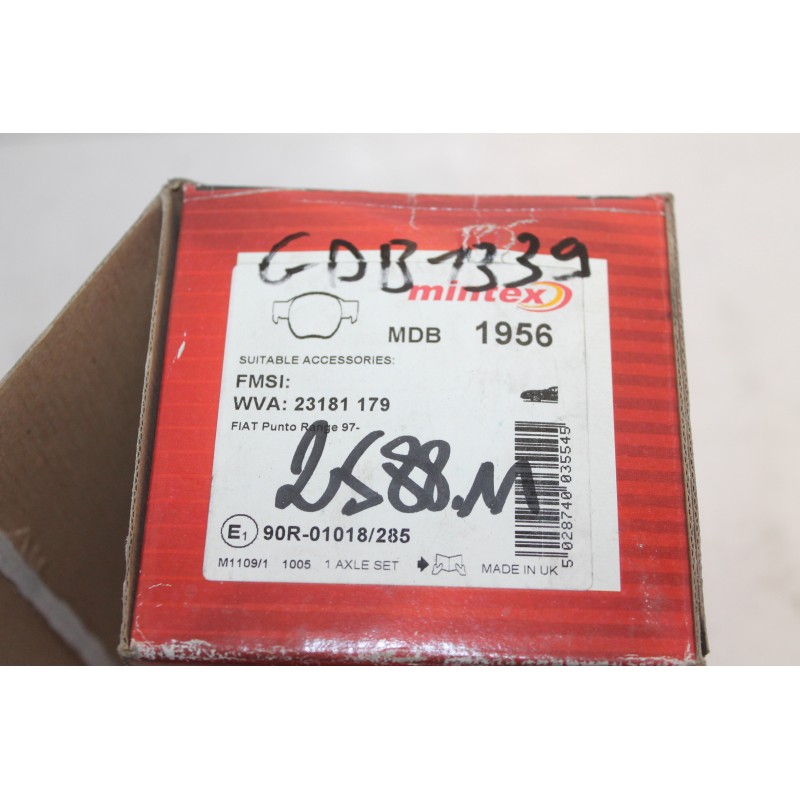 GDB1339
mintex
MDB 1956
SUITABLE ACCESSORIES:
FMSI:
WVA: 23181 179
FIAT Punto Range 97-
2588.M
E1 90R-01018/285
M1109/1 1005 1 AXLE SET MADE IN UK
5 028740 035545